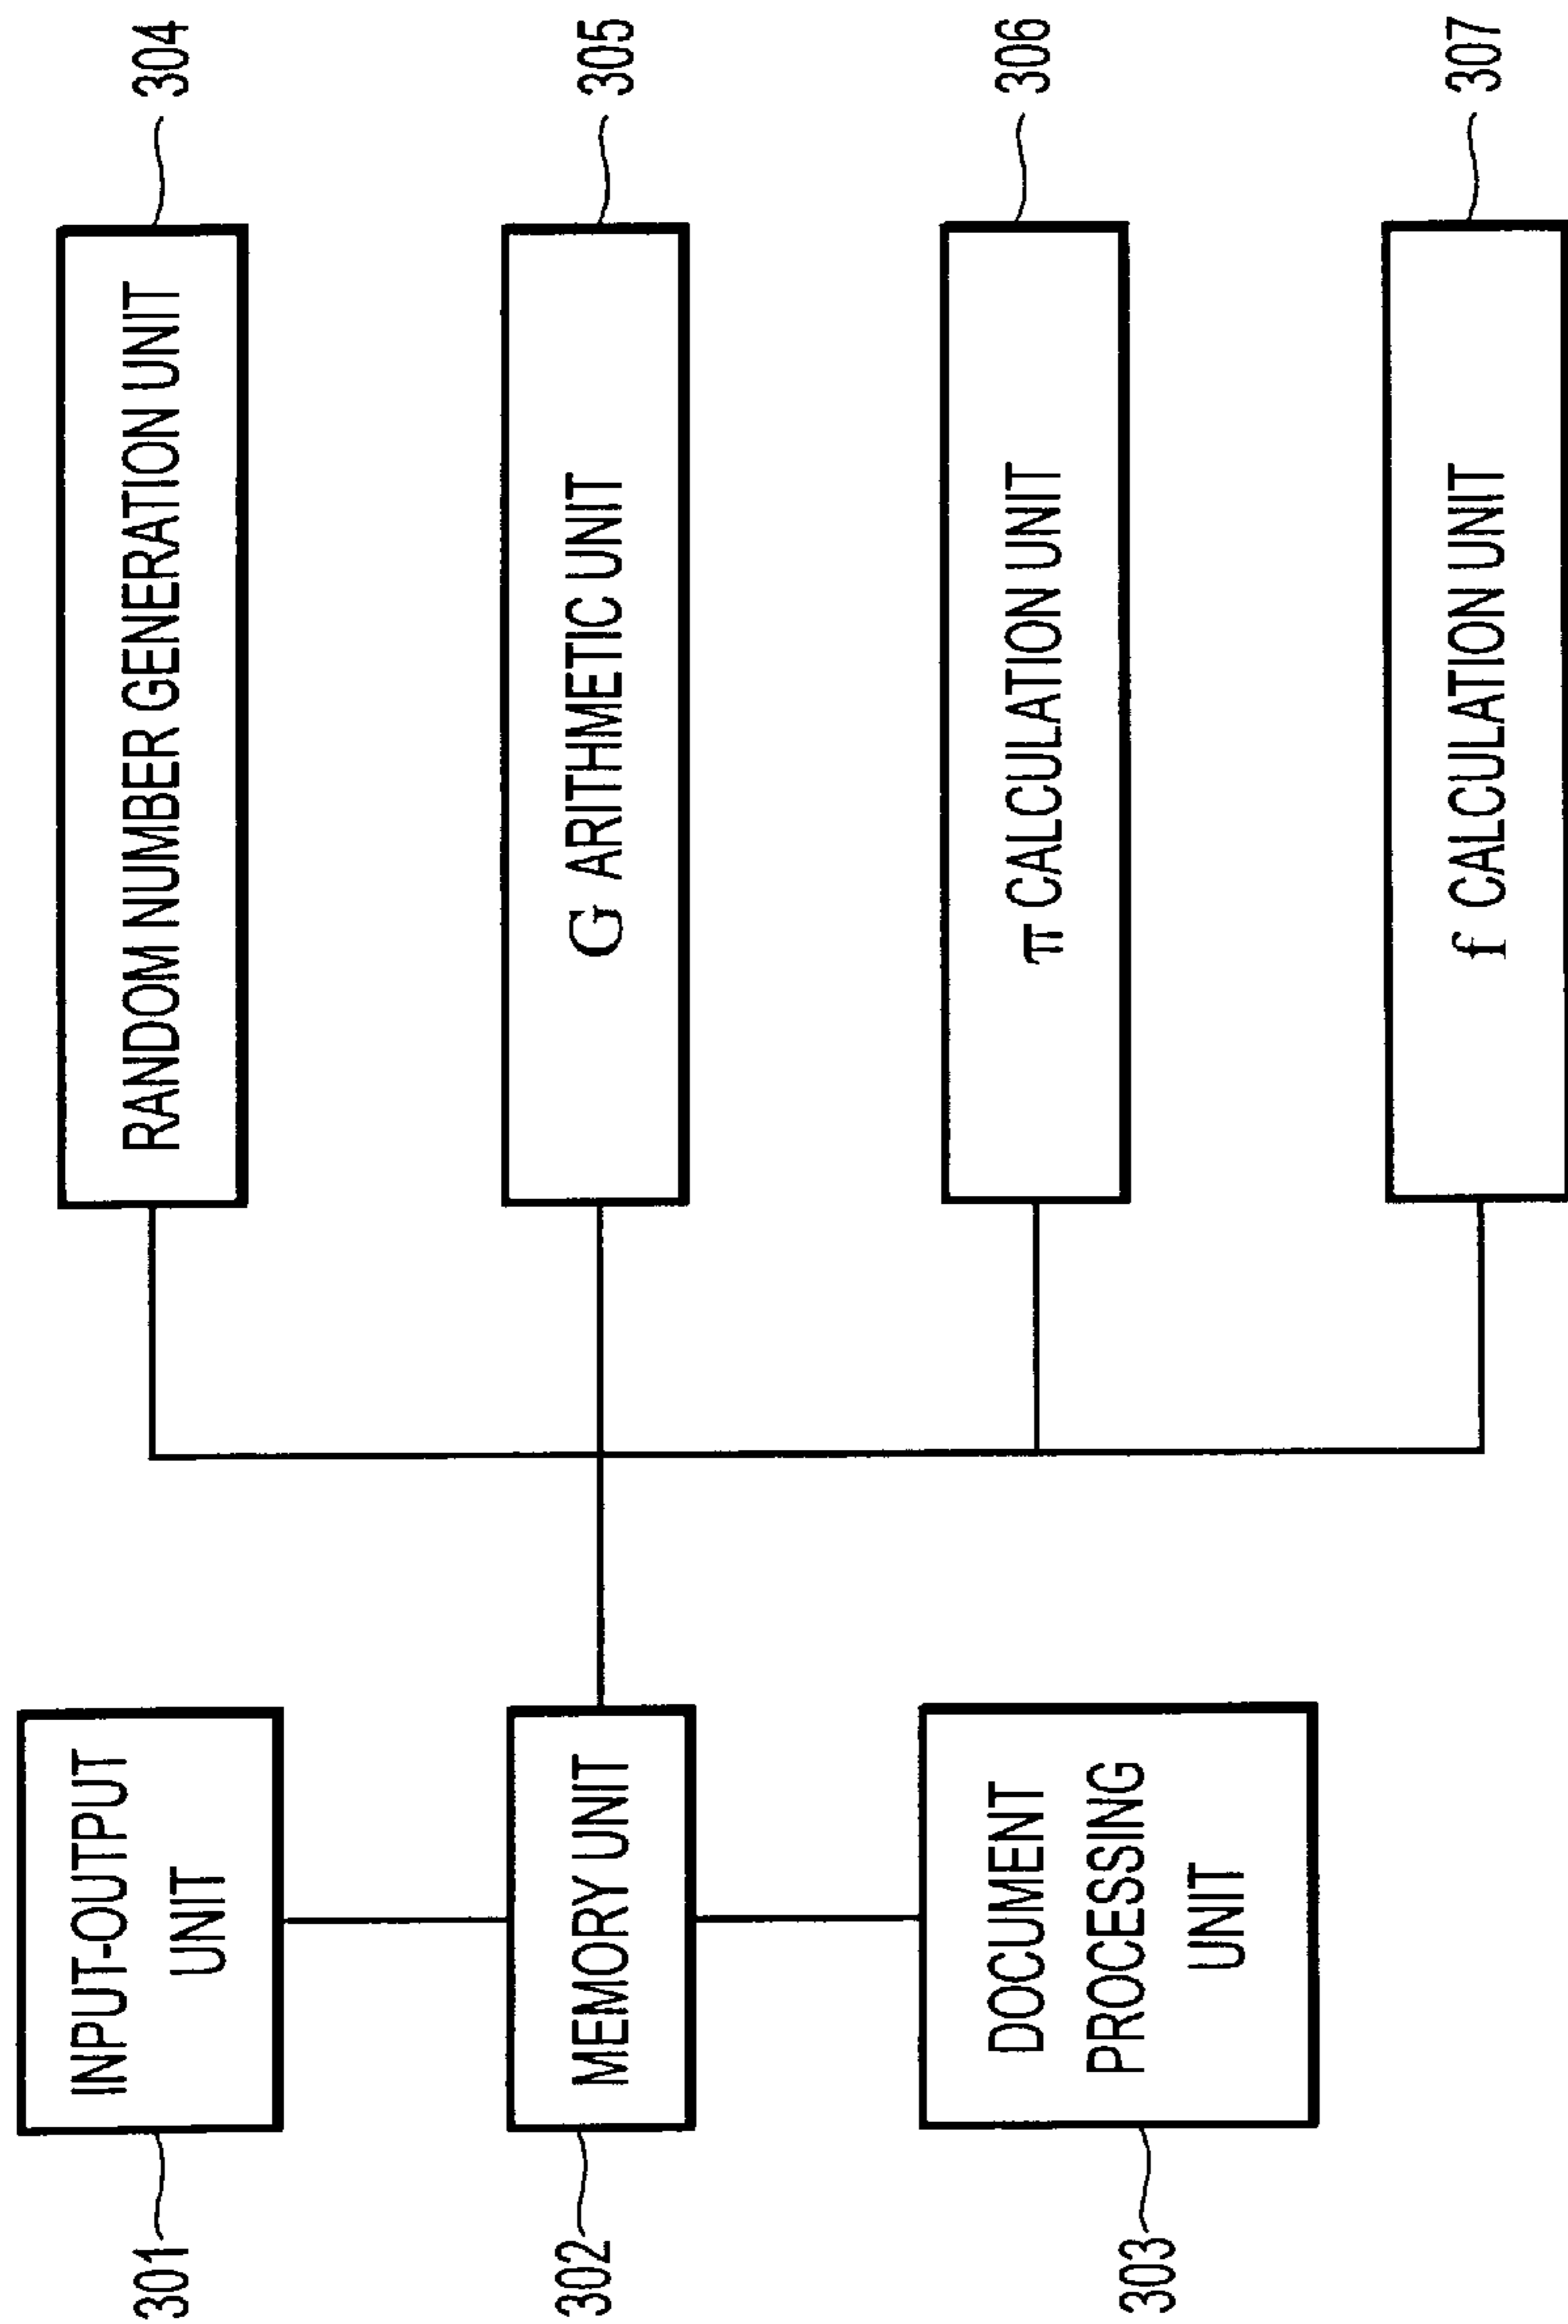 301
INPUT-OUTPUT
UNIT
302
MEMORY UNIT
303
DOCUMENT
PROCESSING
UNIT
304
RANDOM NUMBER GENERATION UNIT
305
G ARITHMETIC UNIT
306
π CALCULATION UNIT
307
f CALCULATION UNIT